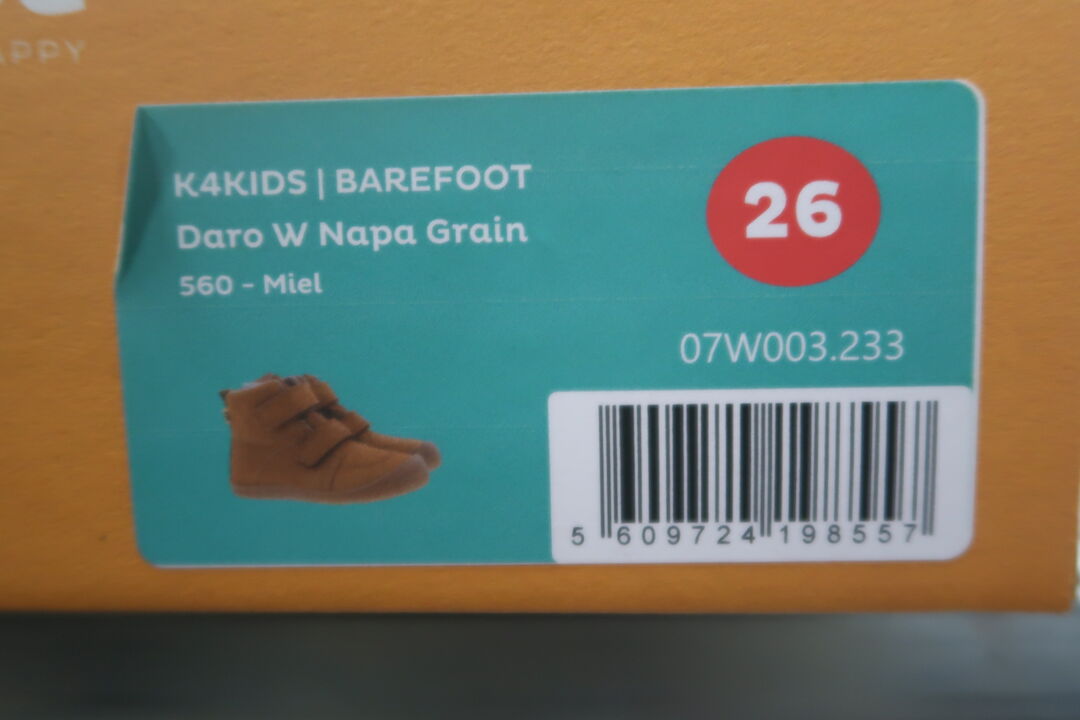 APPY
K4KIDS | BAREFOOT
Daro W Napa Grain
560 - Miel
26
07W003.233
5 609724 198557